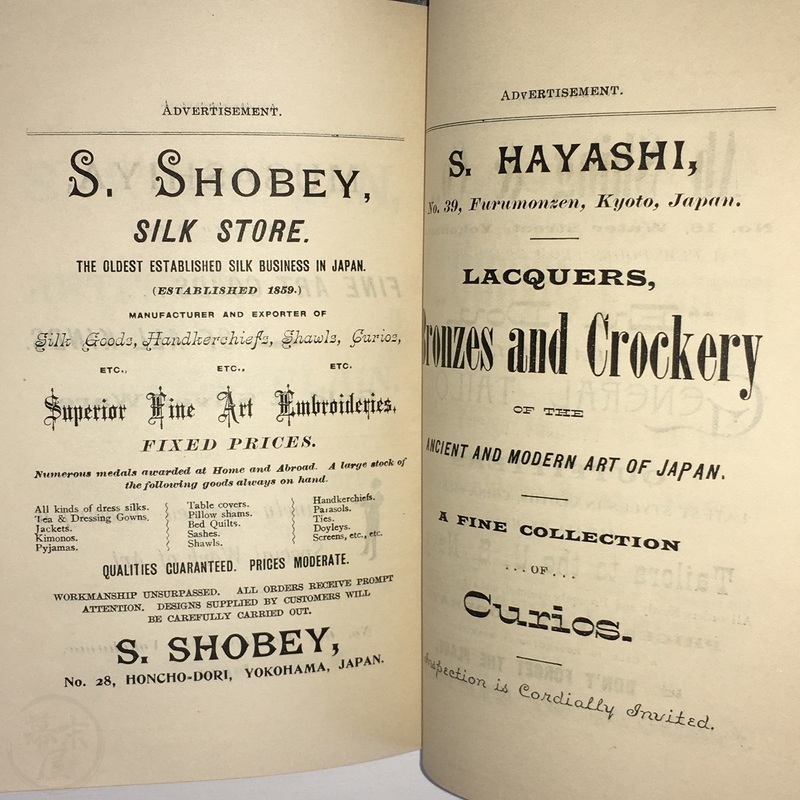 ADVERTISEMENT.
S. SHOBEY,
SILK STORE.
THE OLDEST ESTABLISHED SILK BUSINESS IN JAPAN.
(ESTABLISHED 1859.)
MANUFACTURER AND EXPORTER OF
Silk Goods, Handkerchiefs, Shawls, Curios,
ETC., ETC., ETC.
Superior Fine Art Embroideries,
FIXED PRICES.
Numerous medals awarded at Home and Abroad. A large stock of
the following goods always on hand.
All kinds of dress silks.
Tea & Dressing Gowns.
Jackets.
Kimonos.
Pyjamas.
Table covers.
Pillow shams.
Bed Quilts.
Sashes.
Shawls.
Handkerchiefs.
Parasols.
Ties.
Doyleys.
Screens, etc., etc.
QUALITIES GUARANTEED. PRICES MODERATE.
WORKMANSHIP UNSURPASSED. ALL ORDERS RECEIVE PROMPT
ATTENTION. DESIGNS SUPPLIED BY CUSTOMERS WILL
BE CAREFULLY CARRIED OUT.
S. SHOBEY,
No. 28, HONCHO-DORI, YOKOHAMA, JAPAN.
ADVERTISEMENT.
S. HAYASHI,
No. 39, Furumonzen, Kyoto, Japan.
LACQUERS,
Bronzes and Crockery
OF THE
ANCIENT AND MODERN ART OF JAPAN.
A FINE COLLECTION
...OF...
Curios.
Inspection is Cordially Invited.